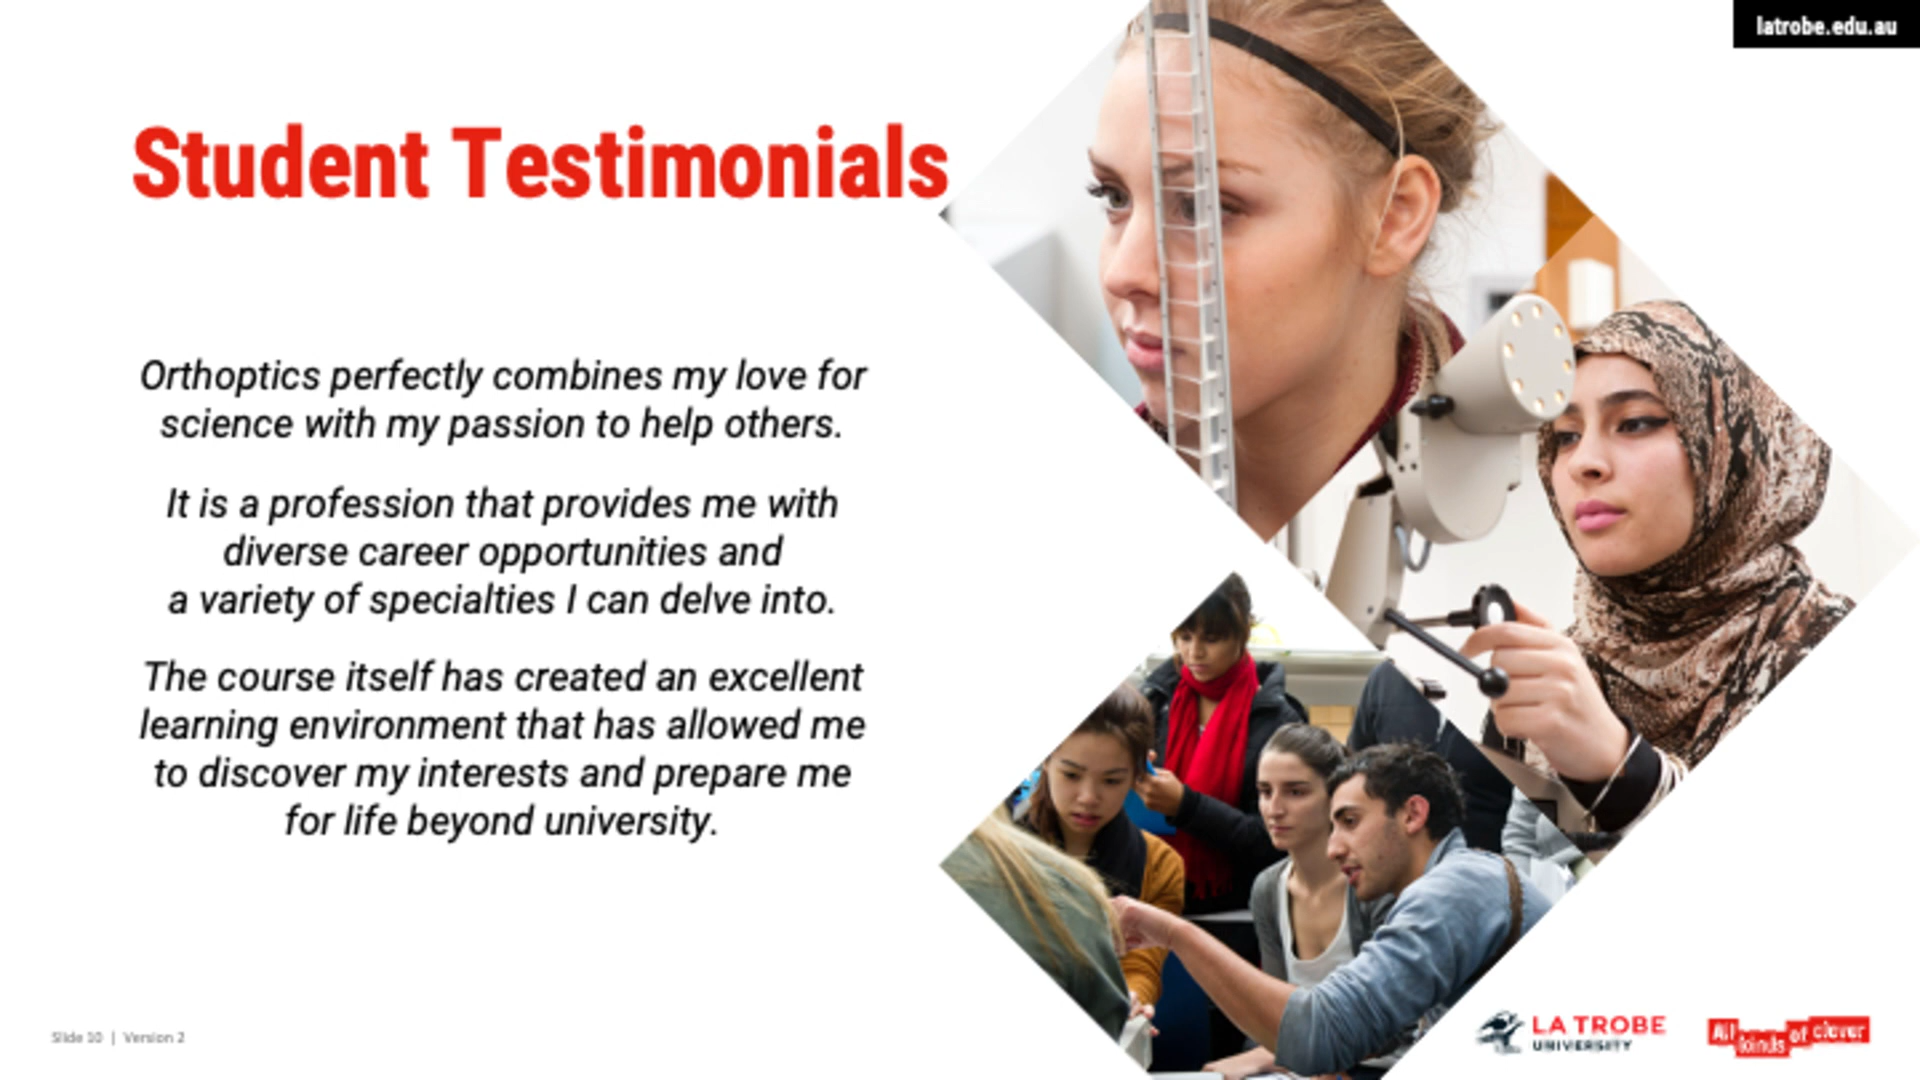 latrobe.edu.au
Student Testimonials
Orthoptics perfectly combines my love for
science with my passion to help others.
It is a profession that provides me with
diverse career opportunities and
a variety of specialties I can delve into.
The course itself has created an excellent
learning environment that has allowed me
to discover my interests and prepare me
for life beyond university.
Slide 10 | Version 2
LA TROBE
UNIVERSITY
All kinds of clever